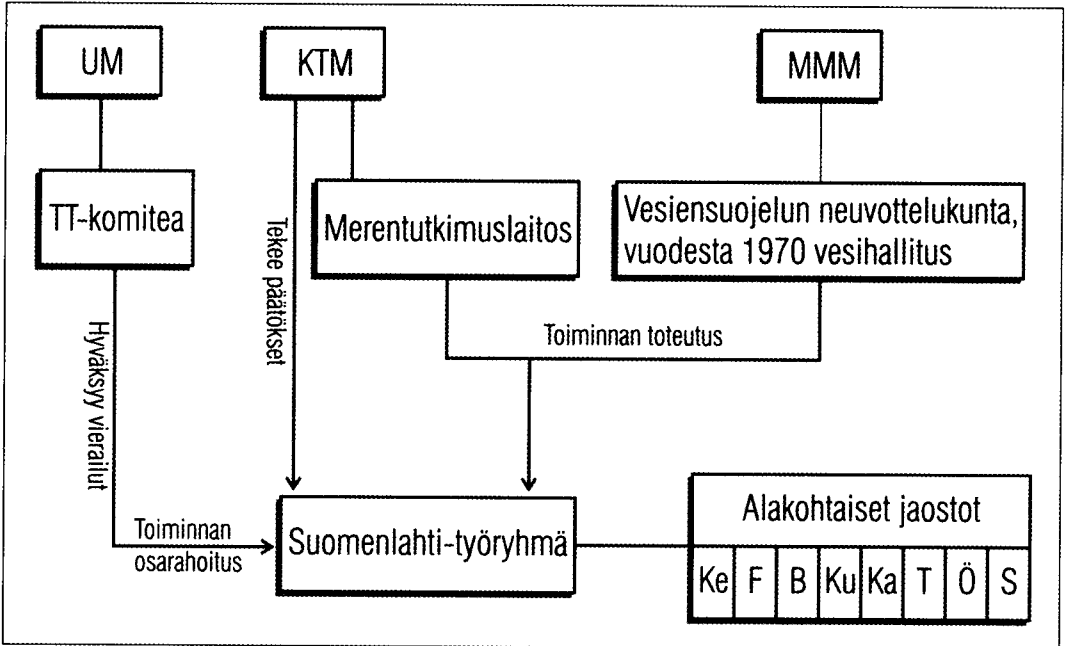 UM
KTM
MMM
TT-komitea
Merentutkimuslaitos
Vesiensuojelun neuvottelukunta,
vuodesta 1970 vesihallitus
Tekee päätökset
Hyväksyy vierailut
Toiminnan toteutus
Toiminnan
osarahoitus
Suomenlahti-työryhmä
Alakohtaiset jaostot
Ke F B Ku Ka T Ö S